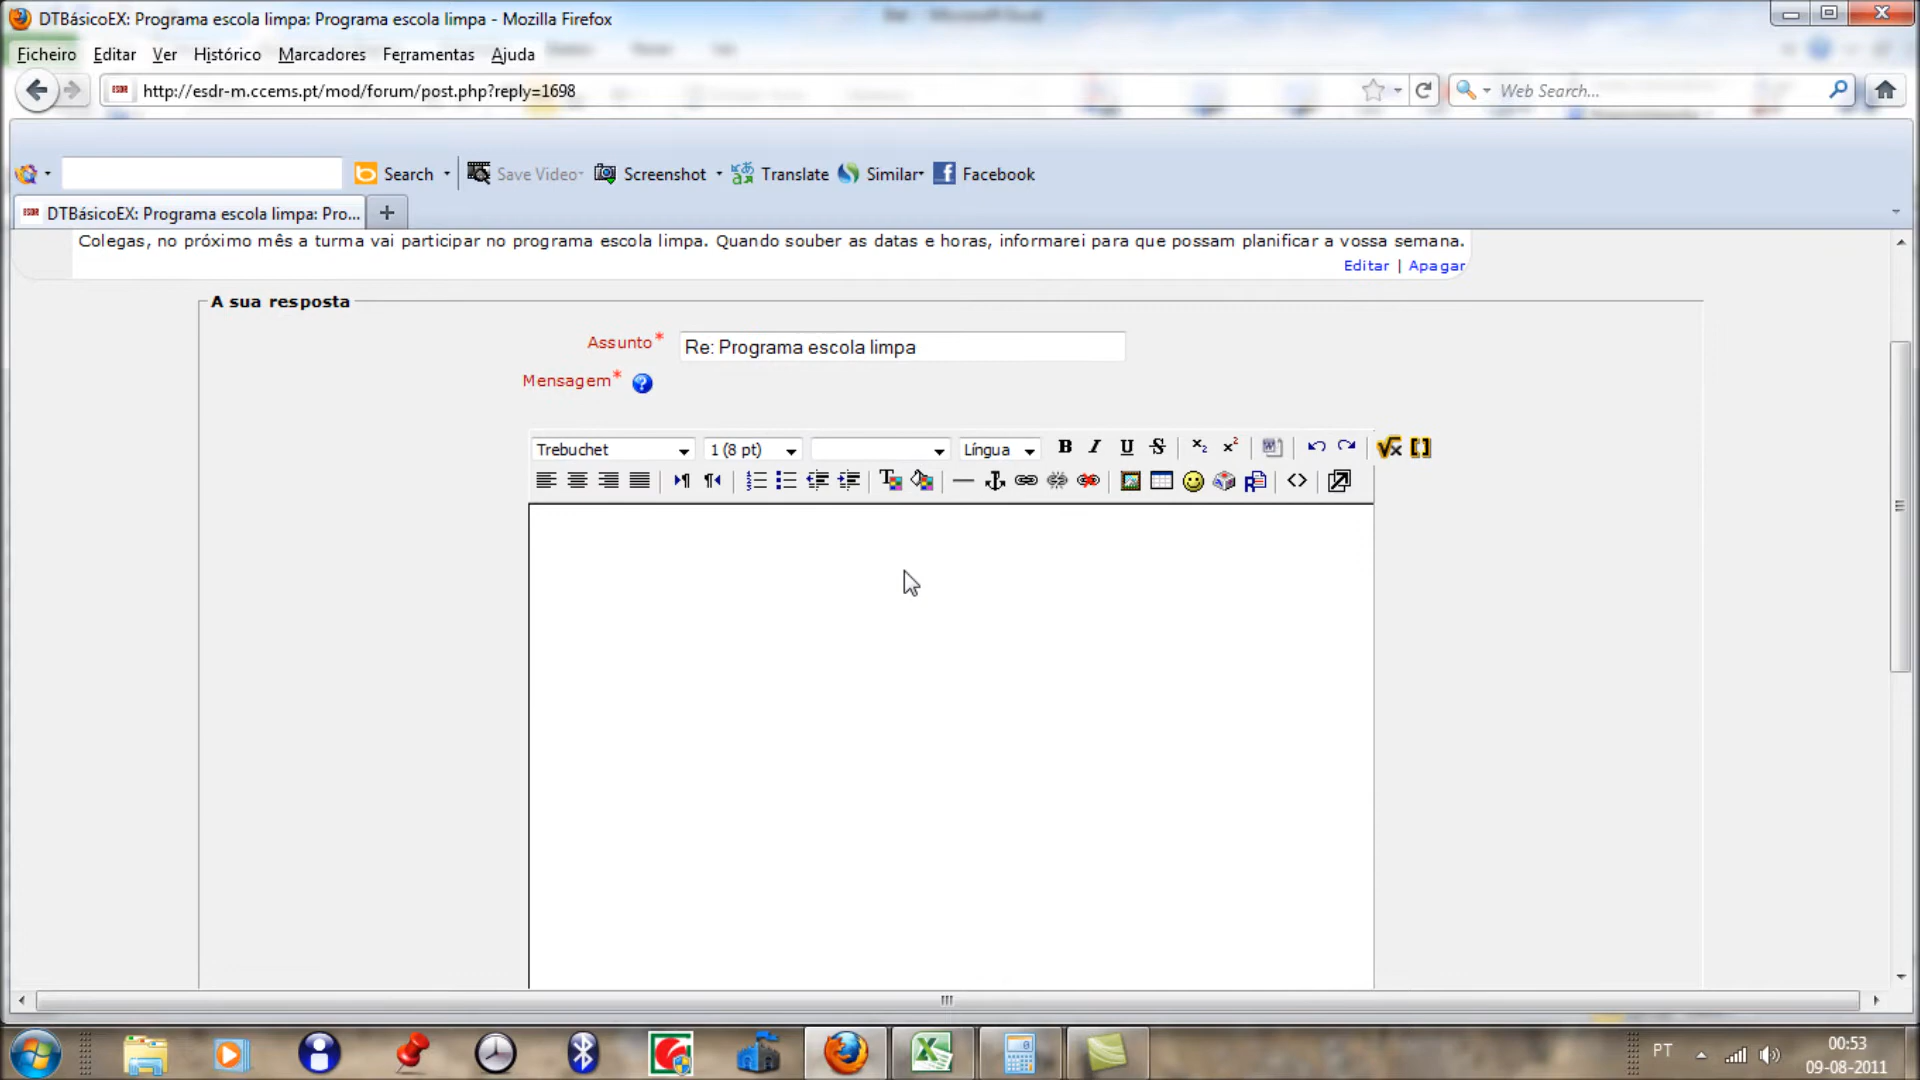 DTBásicoEX: Programa escola limpa: Programa escola limpa - Mozilla Firefox
Ficheiro Editar Ver Histórico Marcadores Ferramentas Ajuda
http://esdr-m.ccems.pt/mod/forum/post.php?reply=1698
Web Search...
Search Save Video Screenshot Translate Similar Facebook
DTBásicoEX: Programa escola limpa: Pro...
Colegas, no próximo mês a turma vai participar no programa escola limpa. Quando souber as datas e horas, informarei para que possam planificar a vossa semana.
Editar | Apagar
A sua resposta
Assunto* Re: Programa escola limpa
Mensagem*
Trebuchet 1 (8 pt) Língua B I U S
PT
00:53
09-08-2011